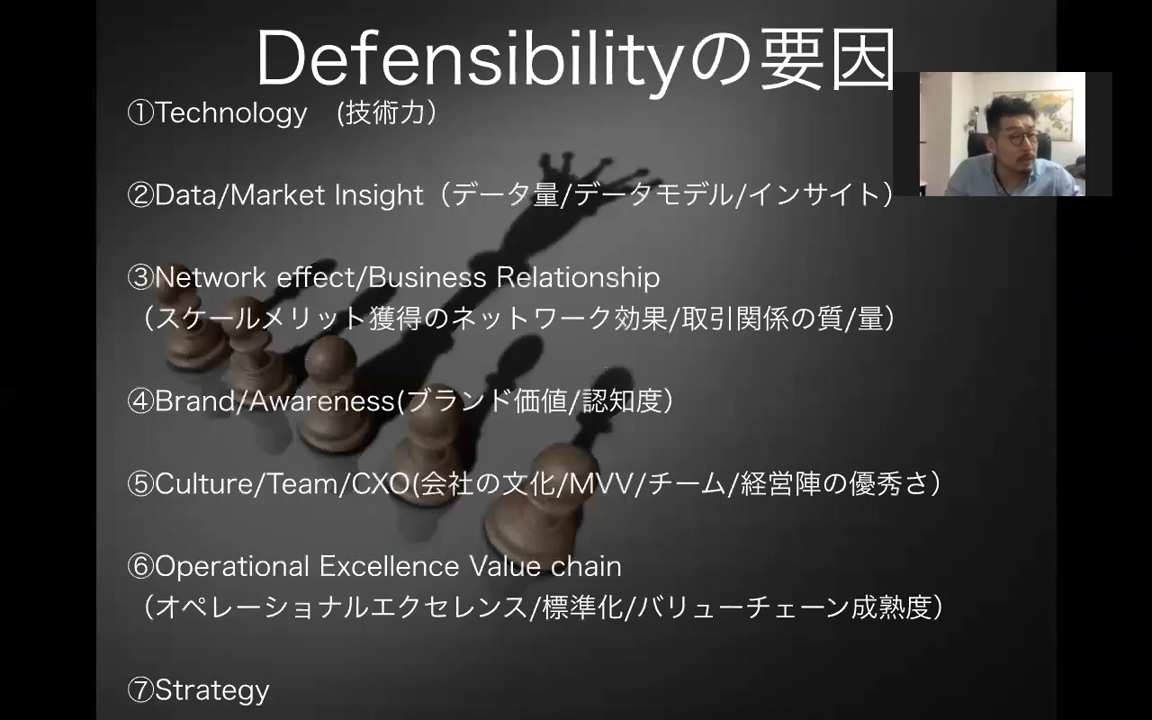 Defensibilityの要因
①Technology　(技術力）
②Data/Market Insight（データ量/データモデル/インサイト）
③Network effect/Business Relationship
（スケールメリット獲得のネットワーク効果/取引関係の質/量）
④Brand/Awareness(ブランド価値/認知度）
⑤Culture/Team/CXO(会社の文化/MVV/チーム/経営陣の優秀さ）
⑥Operational Excellence Value chain
（オペレーショナルエクセレンス/標準化/バリューチェーン成熟度）
⑦Strategy